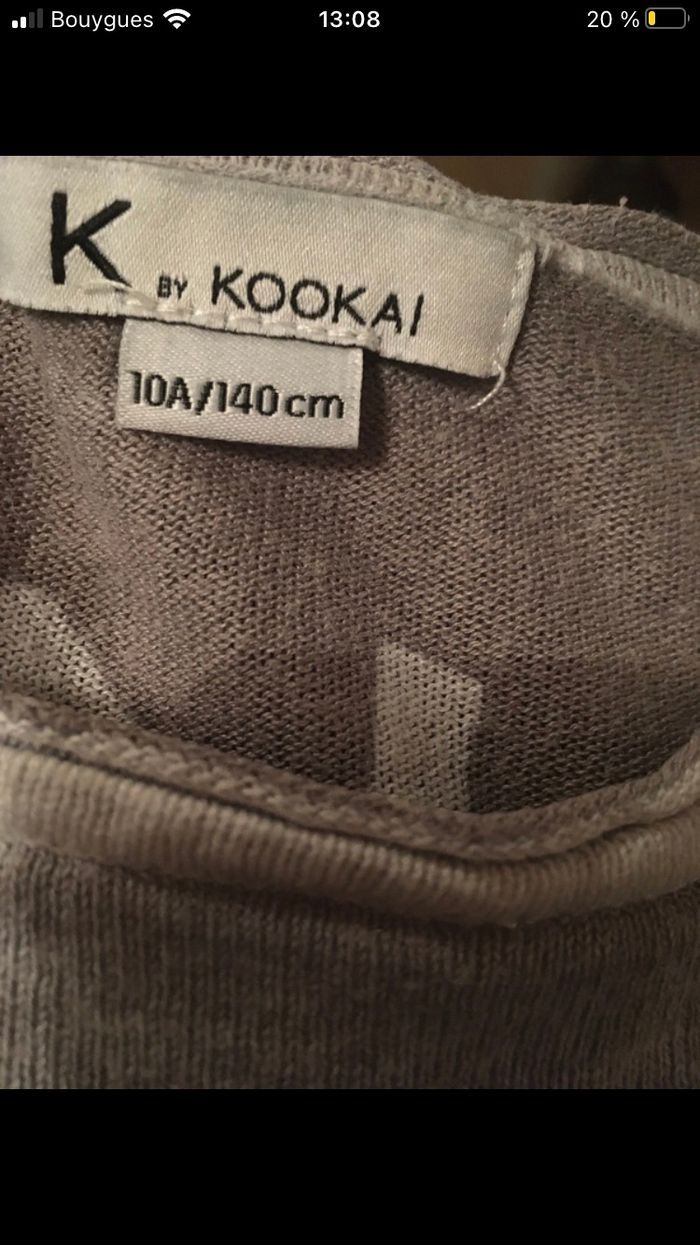 Bouygues 13:08 20 %
K BY KOOKAI
10A/140cm